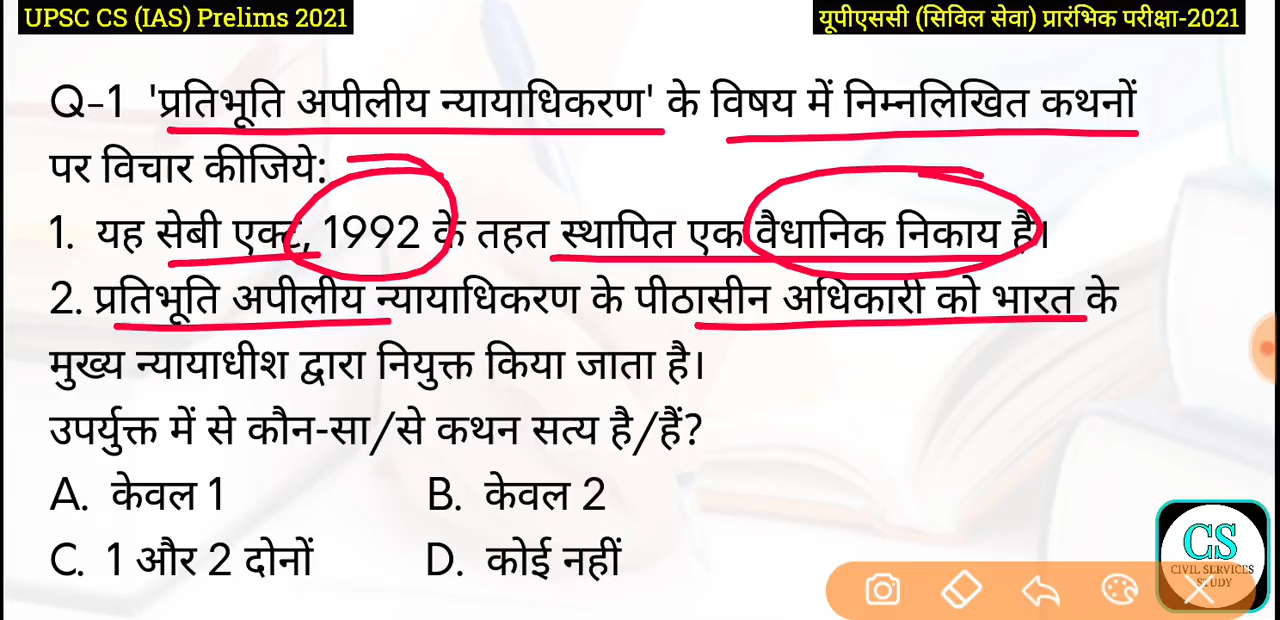 UPSC CS (IAS) Prelims 2021
यूपीएससी (सिविल सेवा) प्रारंभिक परीक्षा-2021
Q-1 'प्रतिभूति अपीलीय न्यायाधिकरण' के विषय में निम्नलिखित कथनों
पर विचार कीजिये:
1. यह सेबी एक्ट, 1992 के तहत स्थापित एक वैधानिक निकाय है।
2. प्रतिभूति अपीलीय न्यायाधिकरण के पीठासीन अधिकारी को भारत के
मुख्य न्यायाधीश द्वारा नियुक्त किया जाता है।
उपर्युक्त में से कौन-सा/से कथन सत्य है/हैं?
A. केवल 1 B. केवल 2
C. 1 और 2 दोनों D. कोई नहीं
CS
CIVIL SERVICES
STUDY